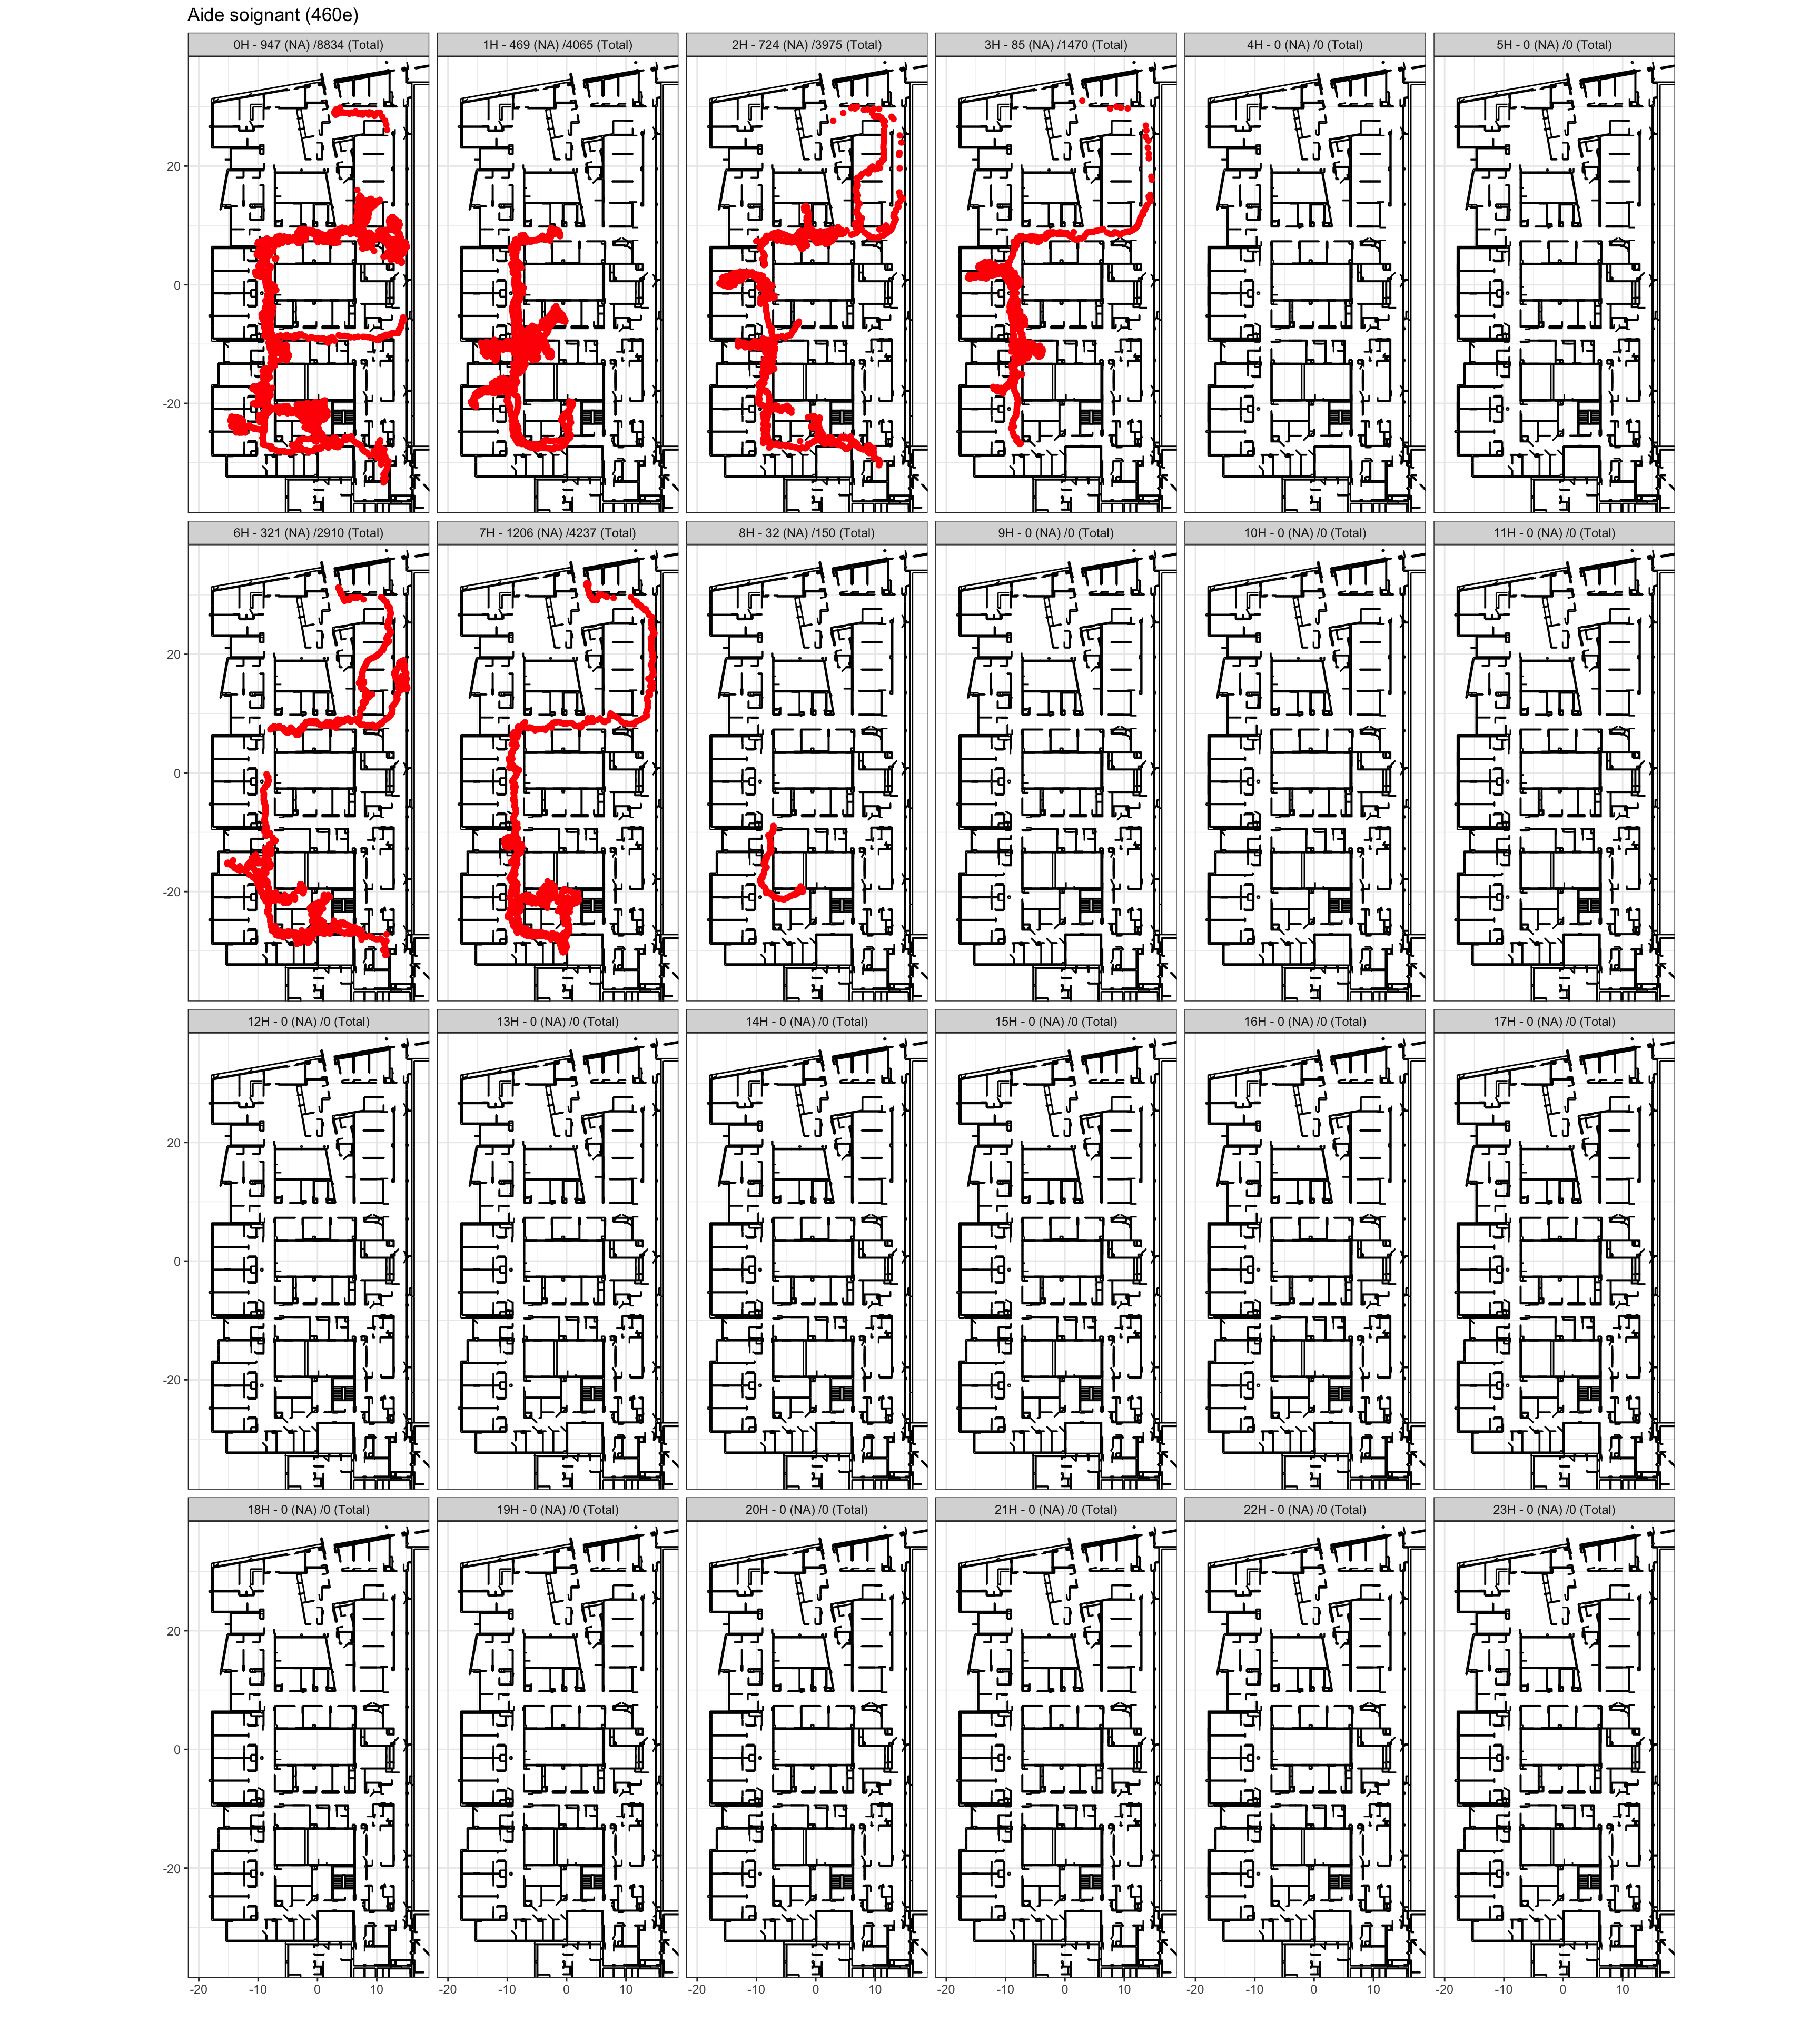 Aide soignant (460e)
0H - 947 (NA) /8834 (Total)
1H - 469 (NA) /4065 (Total)
2H - 724 (NA) /3975 (Total)
3H - 85 (NA) /1470 (Total)
4H - 0 (NA) /0 (Total)
5H - 0 (NA) /0 (Total)
20
0
-20
6H - 321 (NA) /2910 (Total)
7H - 1206 (NA) /4237 (Total)
8H - 32 (NA) /150 (Total)
9H - 0 (NA) /0 (Total)
10H - 0 (NA) /0 (Total)
11H - 0 (NA) /0 (Total)
20
0
-20
12H - 0 (NA) /0 (Total)
13H - 0 (NA) /0 (Total)
14H - 0 (NA) /0 (Total)
15H - 0 (NA) /0 (Total)
16H - 0 (NA) /0 (Total)
17H - 0 (NA) /0 (Total)
20
0
-20
18H - 0 (NA) /0 (Total)
19H - 0 (NA) /0 (Total)
20H - 0 (NA) /0 (Total)
21H - 0 (NA) /0 (Total)
22H - 0 (NA) /0 (Total)
23H - 0 (NA) /0 (Total)
20
0
-20
-20 -10 0 10
-20 -10 0 10
-20 -10 0 10
-20 -10 0 10
-20 -10 0 10
-20 -10 0 10